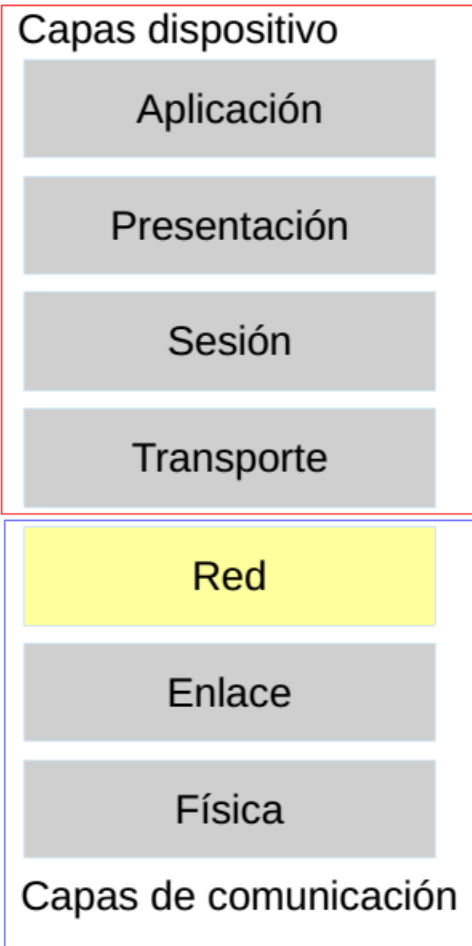 Capas dispositivo
Aplicación
Presentación
Sesión
Transporte
Red
Enlace
Física
Capas de comunicación